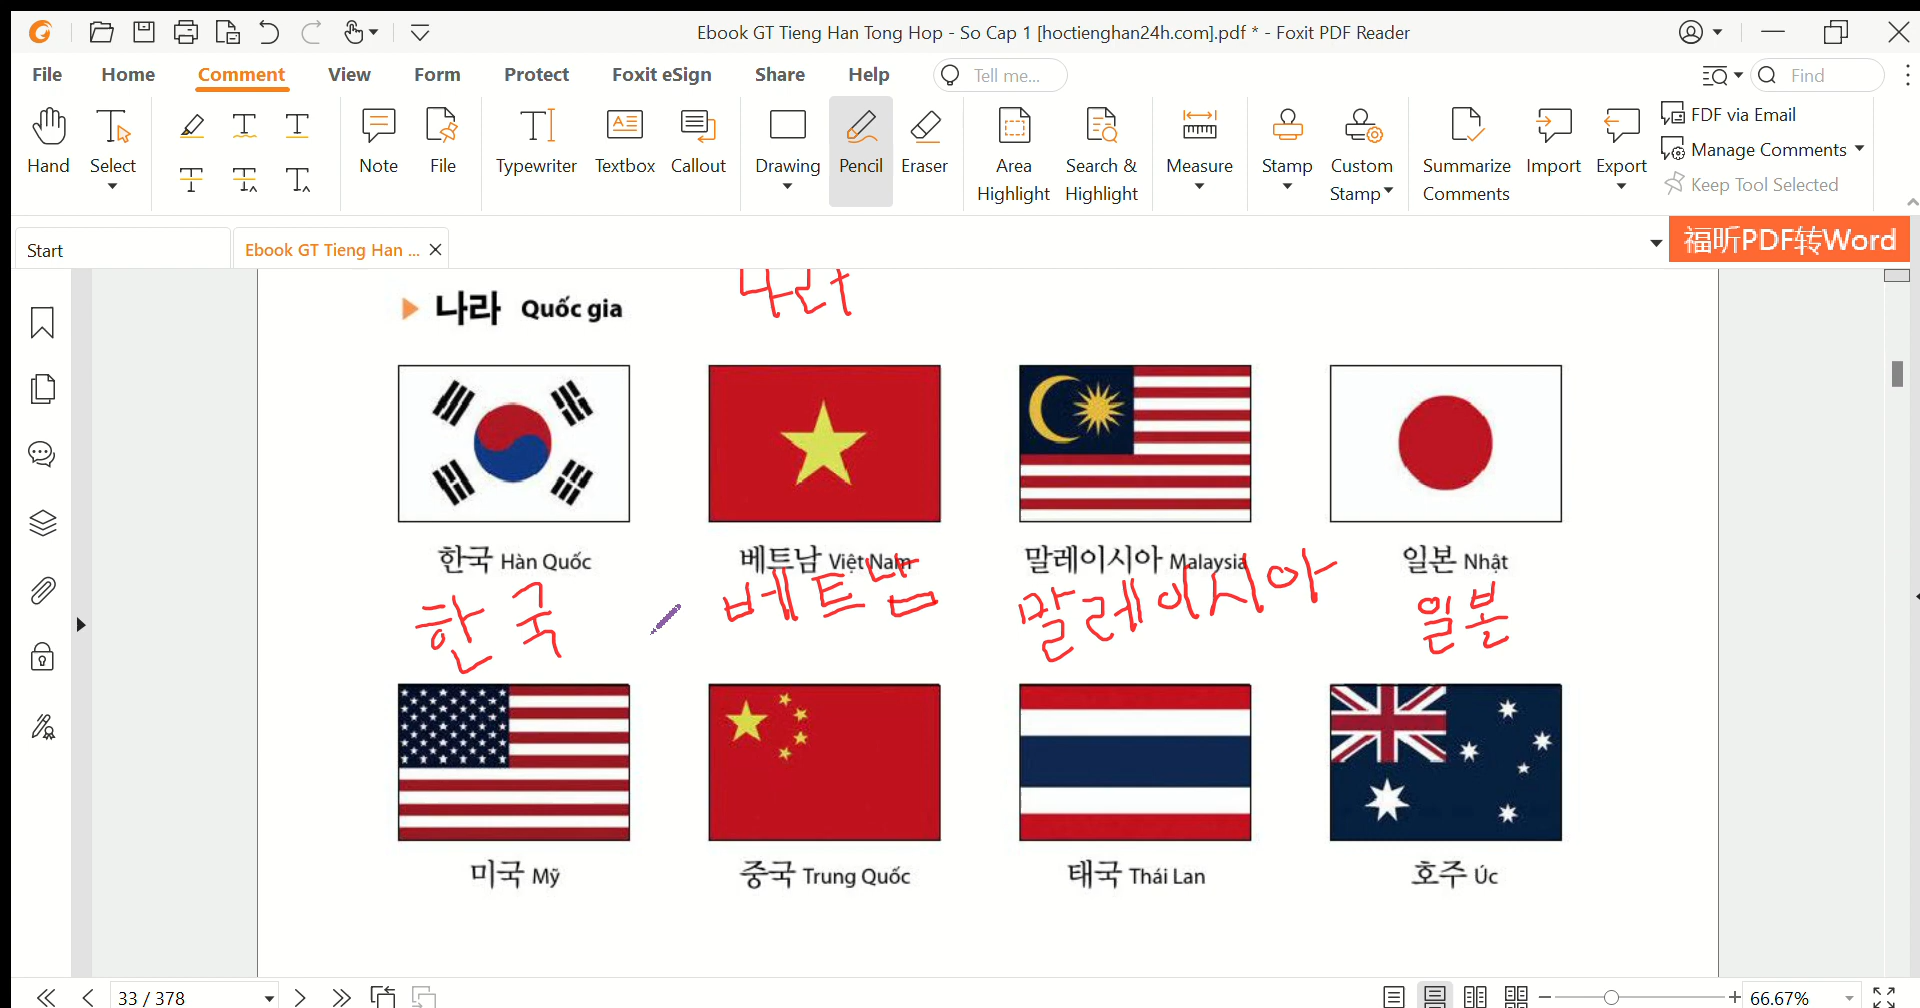 Ebook GT Tieng Han Tong Hop - So Cap 1 [hoctienghan24h.com].pdf * - Foxit PDF Reader
File Home Comment View Form Protect Foxit eSign Share Help Tell me... Find
Hand Select Note File Typewriter Textbox Callout Drawing Pencil Eraser Area Highlight Search & Highlight Measure Stamp Custom Stamp Summarize Comments Import Export
FDF via Email
Manage Comments
Keep Tool Selected
Start Ebook GT Tieng Han ... 福昕PDF转Word
나라
나라 Quốc gia
한국 Hàn Quốc 베트남 Việt Nam 말레이시아 Malaysia 일본 Nhật
한국 베트남 말레이시아 일본
미국 Mỹ 중국 Trung Quốc 태국 Thái Lan 호주 Úc
33 / 378 66.67%